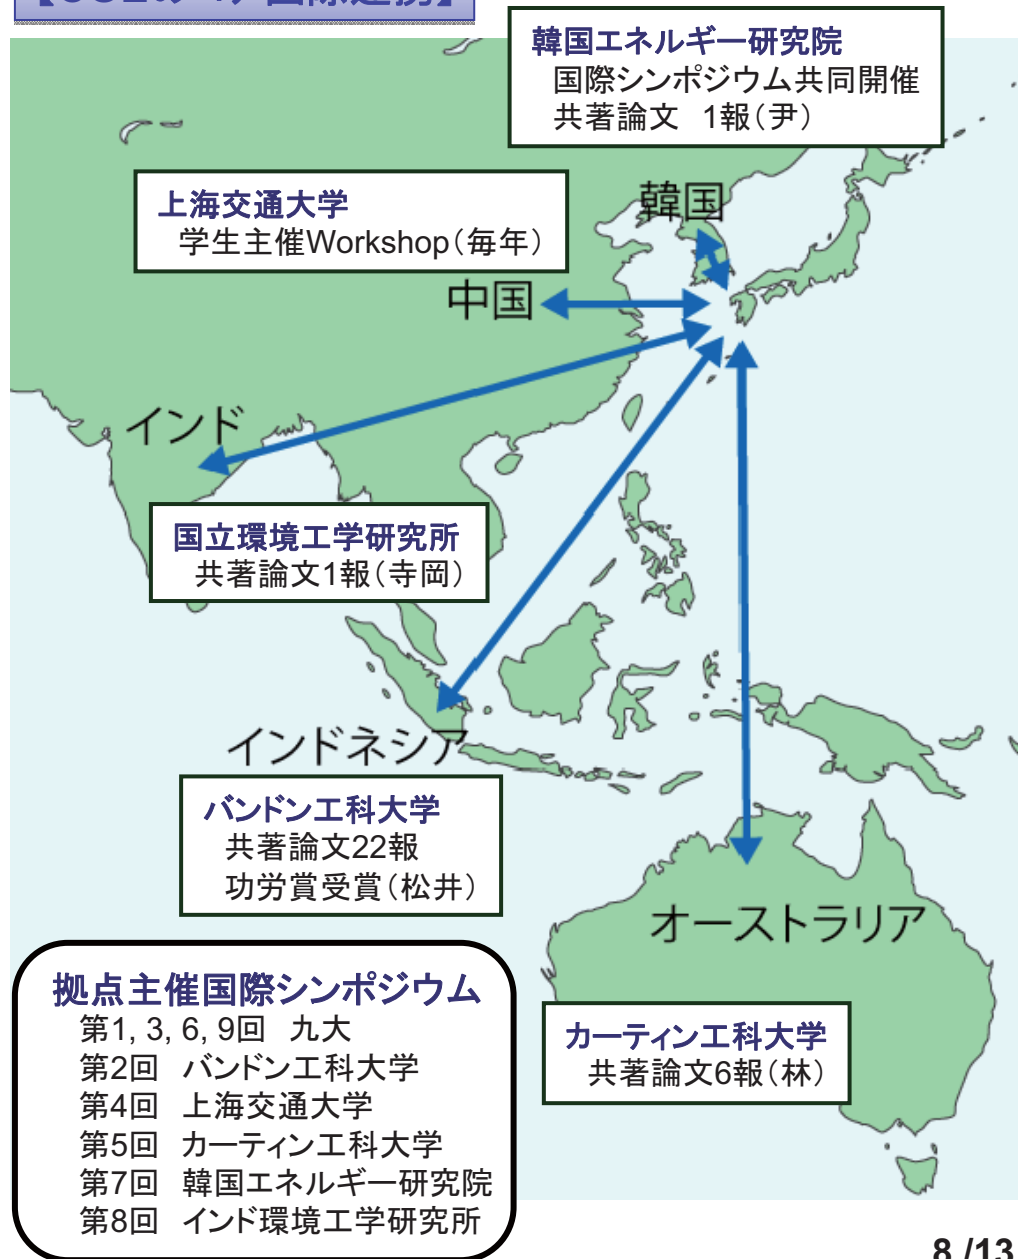 韓国エネルギー研究院
国際シンポジウム共同開催
共著論文 1報(尹)
上海交通大学
学生主催Workshop(毎年)
韓国
中国
インド
国立環境工学研究所
共著論文1報(寺岡)
インドネシア
バンドン工科大学
共著論文22報
功労賞受賞(松井)
オーストラリア
カーティン工科大学
共著論文6報(林)
拠点主催国際シンポジウム
第1, 3, 6, 9回 九大
第2回 バンドン工科大学
第4回 上海交通大学
第5回 カーティン工科大学
第7回 韓国エネルギー研究院
第8回 インド環境工学研究所
8 /13